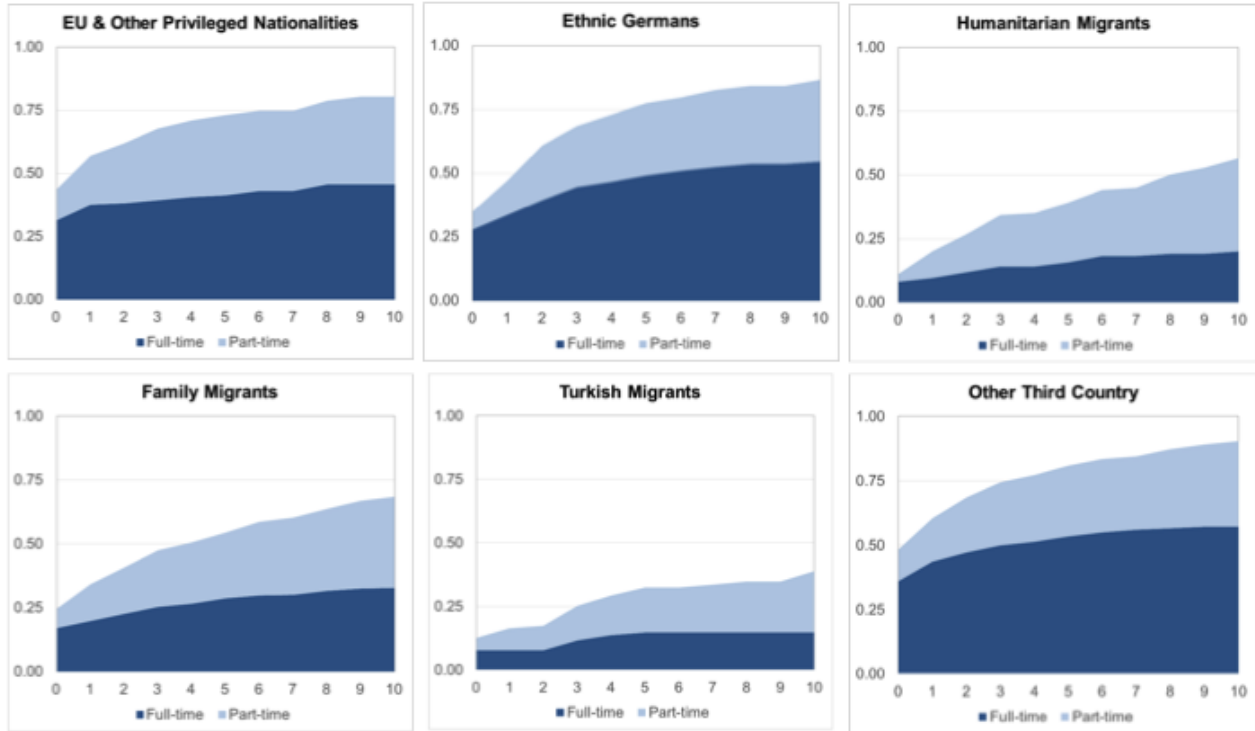 EU & Other Privileged Nationalities
1.00
0.75
0.50
0.25
0.00
0 1 2 3 4 5 6 7 8 9 10
Full-time Part-time
Ethnic Germans
1.00
0.75
0.50
0.25
0.00
0 1 2 3 4 5 6 7 8 9 10
Full-time Part-time
Humanitarian Migrants
1.00
0.75
0.50
0.25
0.00
0 1 2 3 4 5 6 7 8 9 10
Full-time Part-time
Family Migrants
1.00
0.75
0.50
0.25
0.00
0 1 2 3 4 5 6 7 8 9 10
Full-time Part-time
Turkish Migrants
1.00
0.75
0.50
0.25
0.00
0 1 2 3 4 5 6 7 8 9 10
Full-time Part-time
Other Third Country
1.00
0.75
0.50
0.25
0.00
0 1 2 3 4 5 6 7 8 9 10
Full-time Part-time